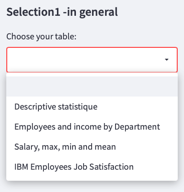 Selection1 -in general
Choose your table:
Descriptive statistique
Employees and income by Department
Salary, max, min and mean
IBM Employees Job Satisfaction